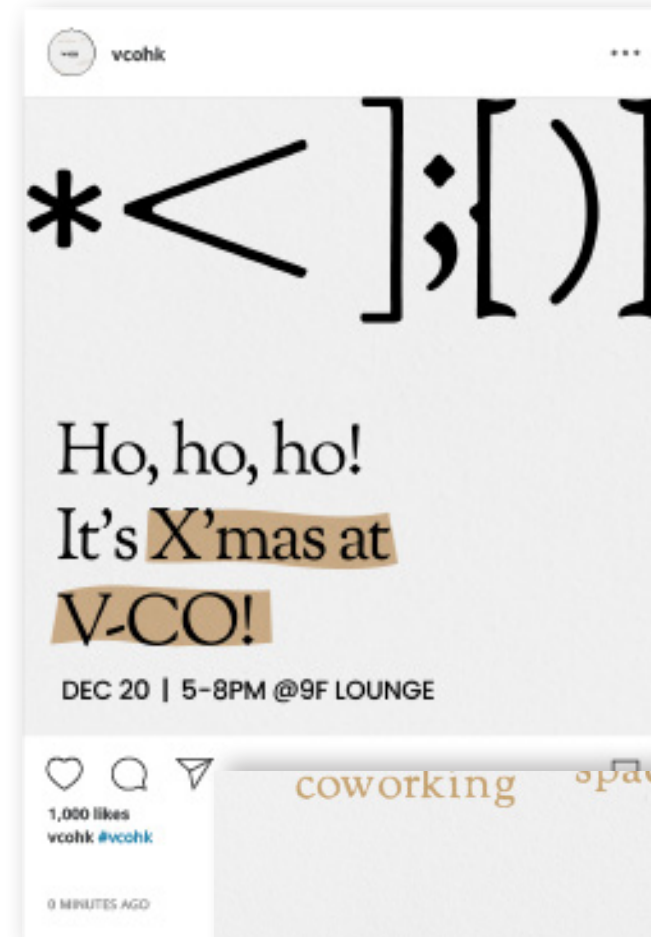 vcohk
*< ];{)]
Ho, ho, ho!
It's X'mas at
V-CO!
DEC 20 | 5-8PM @9F LOUNGE
1,000 likes
vcohk #vcohk
coworking
0 MINUTES AGO